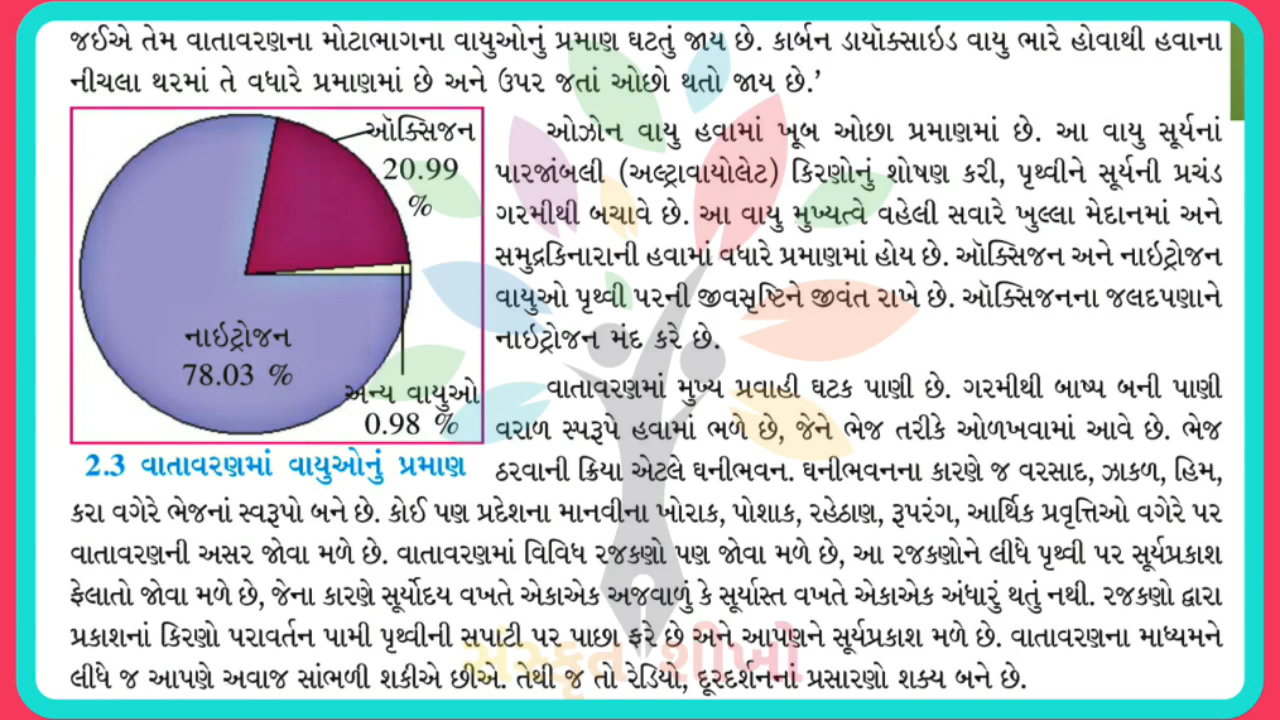 જઈએ તેમ વાતાવરણના મોટાભાગના વાયુઓનું પ્રમાણ ઘટતું જાય છે. કાર્બન ડાયૉક્સાઇડ વાયુ ભારે હોવાથી હવાના
નીચલા થરમાં તે વધારે પ્રમાણમાં છે અને ઉપર જતાં ઓછો થતો જાય છે.’
ઑક્સિજન
20.99
%
નાઇટ્રોજન
78.03 %
અન્ય વાયુઓ
0.98 %
2.3 વાતાવરણમાં વાયુઓનું પ્રમાણ
ઓઝોન વાયુ હવામાં ખૂબ ઓછા પ્રમાણમાં છે. આ વાયુ સૂર્યનાં
પારજાંબલી (અલ્ટ્રાવાયોલેટ) કિરણોનું શોષણ કરી, પૃથ્વીને સૂર્યની પ્રચંડ
ગરમીથી બચાવે છે. આ વાયુ મુખ્યત્વે વહેલી સવારે ખુલ્લા મેદાનમાં અને
સમુદ્રકિનારાની હવામાં વધારે પ્રમાણમાં હોય છે. ઑક્સિજન અને નાઇટ્રોજન
વાયુઓ પૃથ્વી પરની જીવસૃષ્ટિને જીવંત રાખે છે. ઑક્સિજનના જલદપણાને
નાઇટ્રોજન મંદ કરે છે.
વાતાવરણમાં મુખ્ય પ્રવાહી ઘટક પાણી છે. ગરમીથી બાષ્પ બની પાણી
વરાળ સ્પરૂપે હવામાં ભળે છે, જેને ભેજ તરીકે ઓળખવામાં આવે છે. ભેજ
ઠરવાની ક્રિયા એટલે ઘનીભવન. ઘનીભવનના કારણે જ વરસાદ, ઝાકળ, હિમ,
કરા વગેરે ભેજનાં સ્વરૂપો બને છે. કોઈ પણ પ્રદેશના માનવીના ખોરાક, પોશાક, રહેઠાણ, રૂપરંગ, આર્થિક પ્રવૃત્તિઓ વગેરે પર
વાતાવરણની અસર જોવા મળે છે. વાતાવરણમાં વિવિધ રજકણો પણ જોવા મળે છે, આ રજકણોને લીધે પૃથ્વી પર સૂર્યપ્રકાશ
ફેલાતો જોવા મળે છે, જેના કારણે સૂર્યોદય વખતે એકાએક અજવાળું કે સૂર્યાસ્ત વખતે એકાએક અંધારું થતું નથી. રજકણો દ્વારા
પ્રકાશનાં કિરણો પરાવર્તન પામી પૃથ્વીની સપાટી પર પાછા ફરે છે અને આપણને સૂર્યપ્રકાશ મળે છે. વાતાવરણના માધ્યમને
લીધે જ આપણે અવાજ સાંભળી શકીએ છીએ. તેથી જ તો રેડિયો, દૂરદર્શનનાં પ્રસારણો શક્ય બને છે.
સંસ્કૃત શીખો